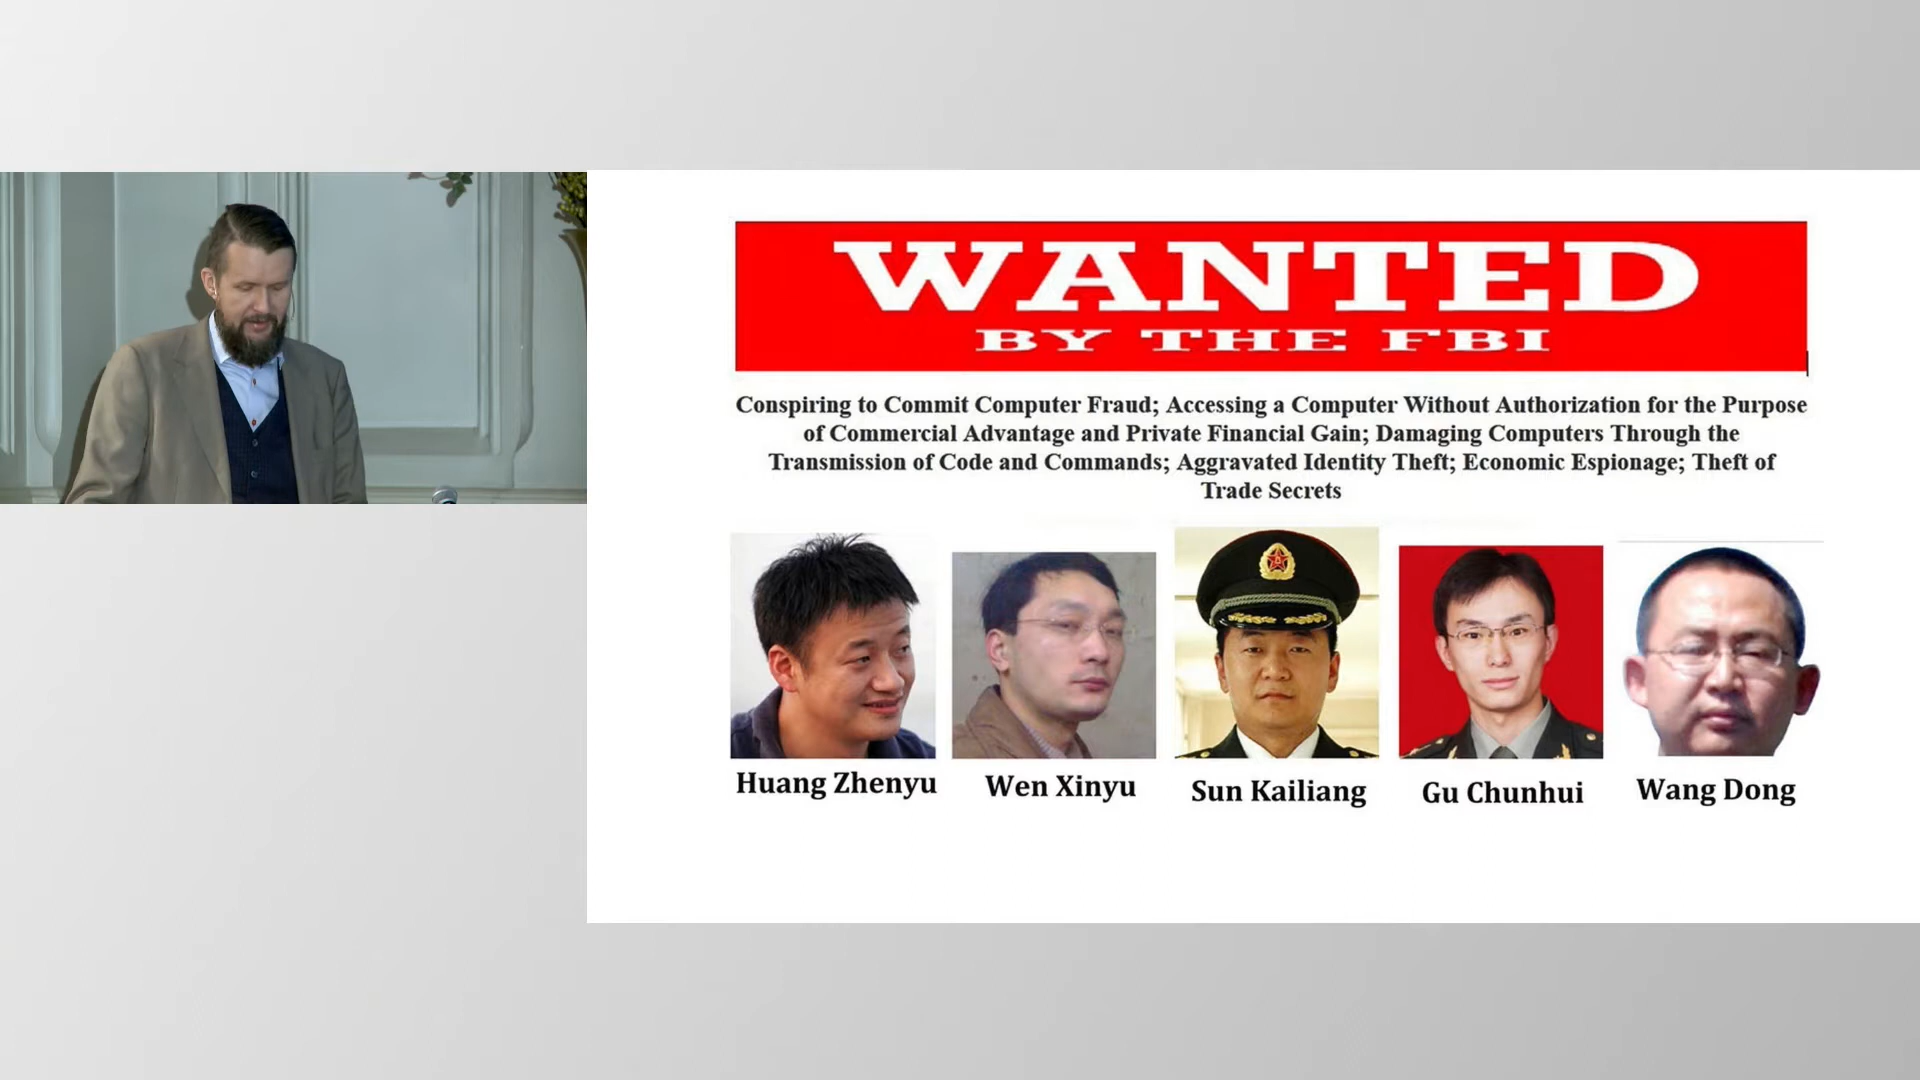 WANTED
BY THE FBI
Conspiring to Commit Computer Fraud; Accessing a Computer Without Authorization for the Purpose
of Commercial Advantage and Private Financial Gain; Damaging Computers Through the
Transmission of Code and Commands; Aggravated Identity Theft; Economic Espionage; Theft of
Trade Secrets
Huang Zhenyu
Wen Xinyu
Sun Kailiang
Gu Chunhui
Wang Dong